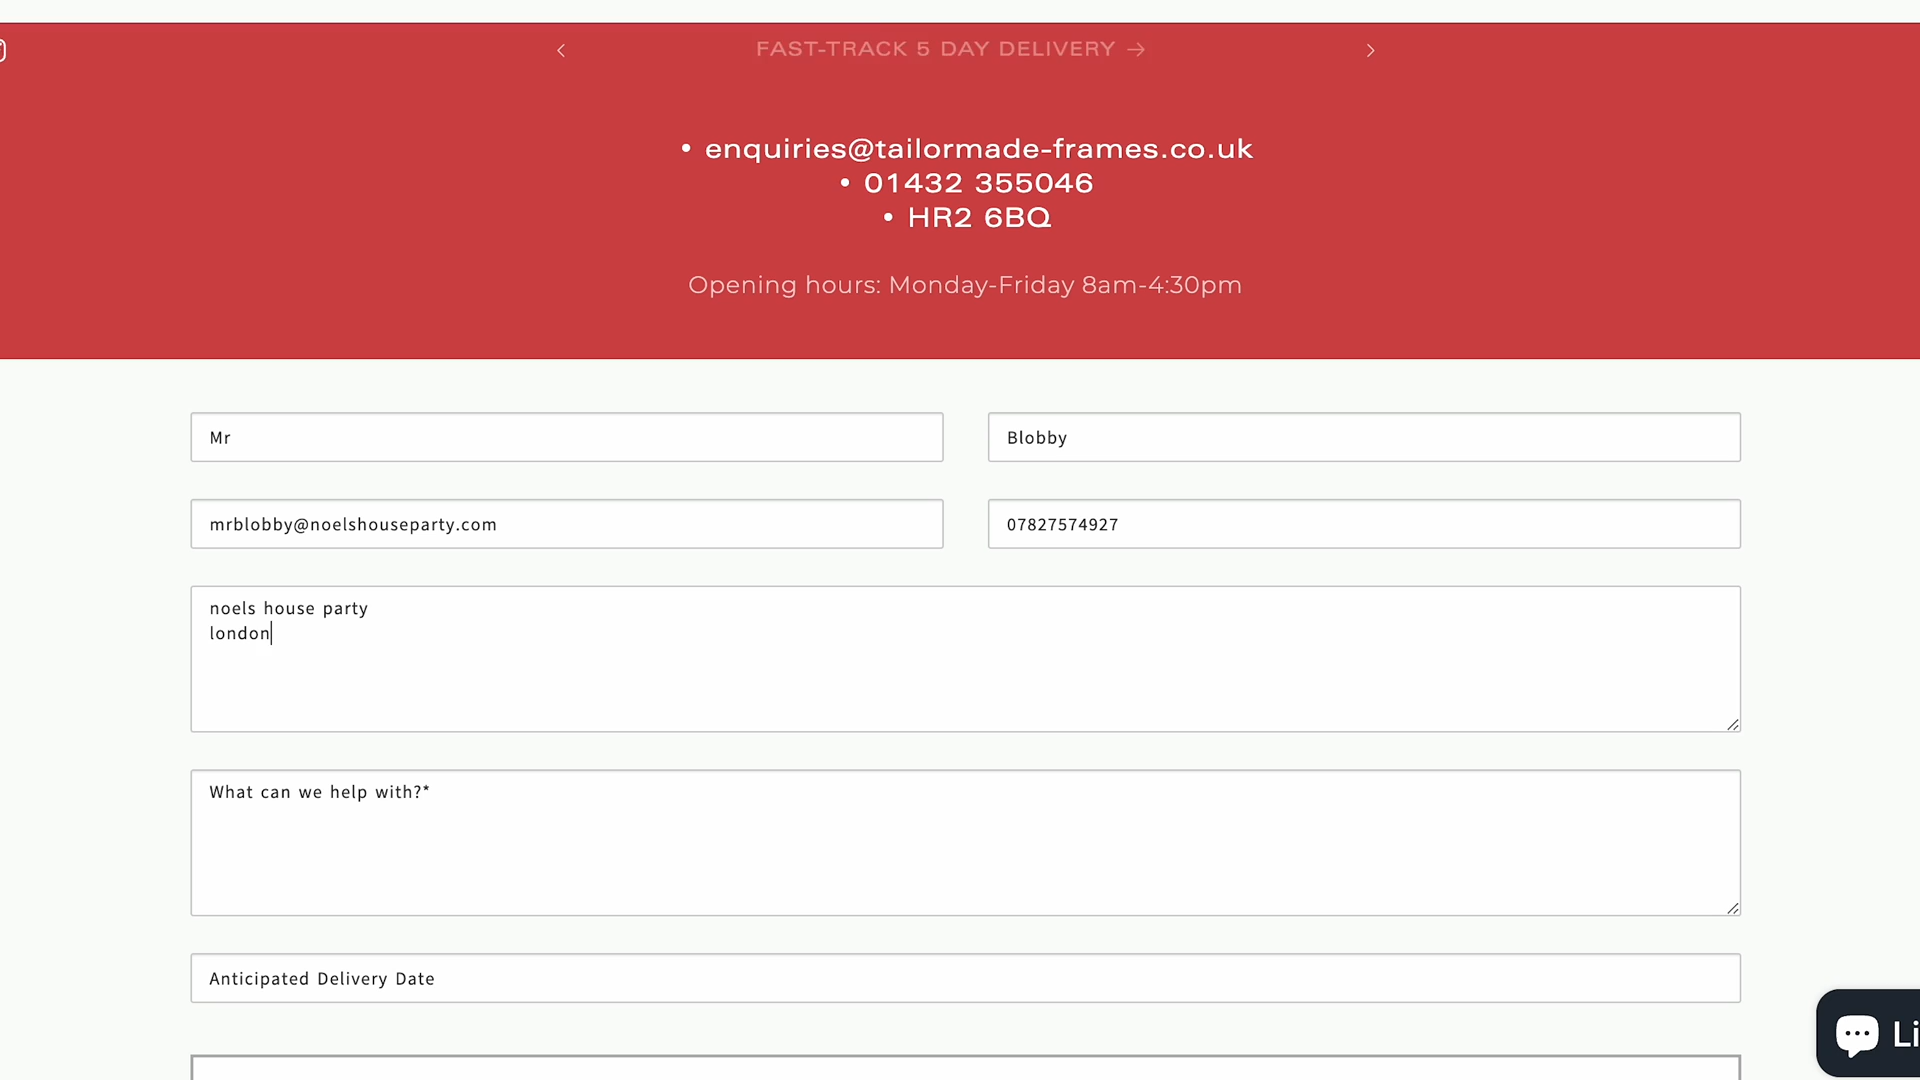 FAST-TRACK 5 DAY DELIVERY →
• enquiries@tailormade-frames.co.uk
• 01432 355046
• HR2 6BQ
Opening hours: Monday-Friday 8am-4:30pm
Mr
Blobby
mrblobby@noelshouseparty.com
07827574927
noels house party
london
What can we help with?*
Anticipated Delivery Date
Li